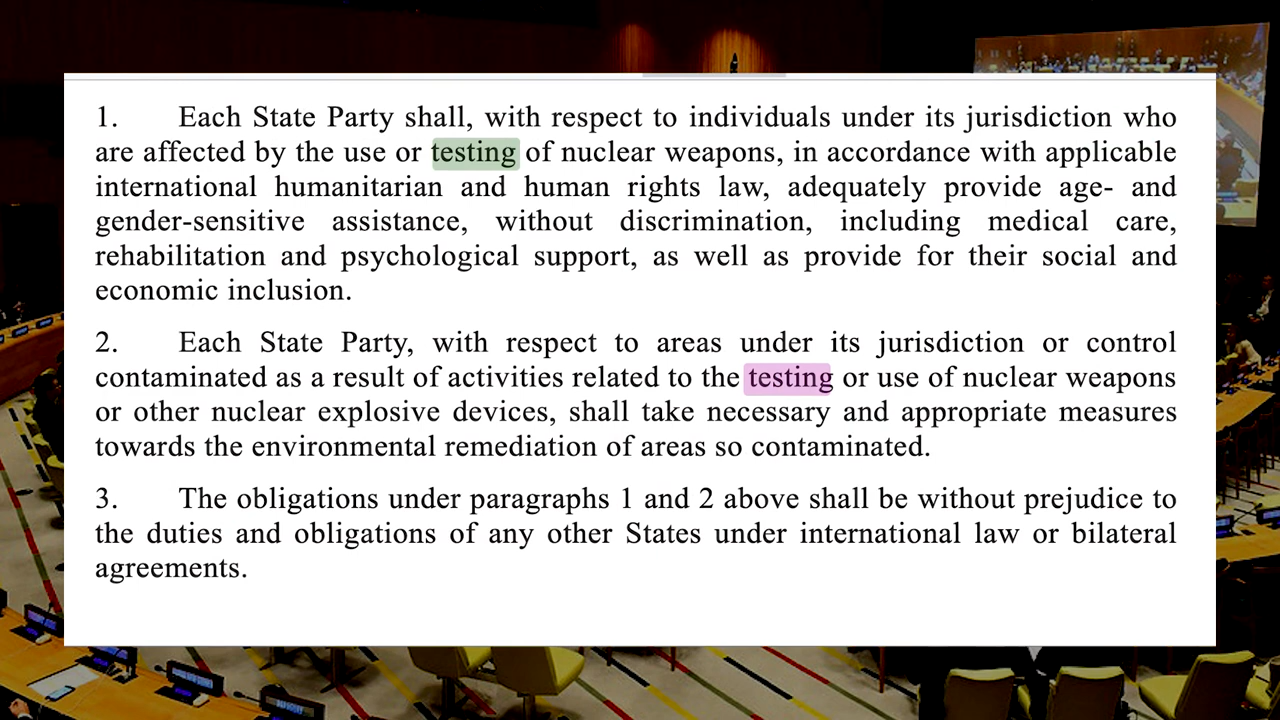 1. Each State Party shall, with respect to individuals under its jurisdiction who
are affected by the use or testing of nuclear weapons, in accordance with applicable
international humanitarian and human rights law, adequately provide age- and
gender-sensitive assistance, without discrimination, including medical care,
rehabilitation and psychological support, as well as provide for their social and
economic inclusion.
2. Each State Party, with respect to areas under its jurisdiction or control
contaminated as a result of activities related to the testing or use of nuclear weapons
or other nuclear explosive devices, shall take necessary and appropriate measures
towards the environmental remediation of areas so contaminated.
3. The obligations under paragraphs 1 and 2 above shall be without prejudice to
the duties and obligations of any other States under international law or bilateral
agreements.